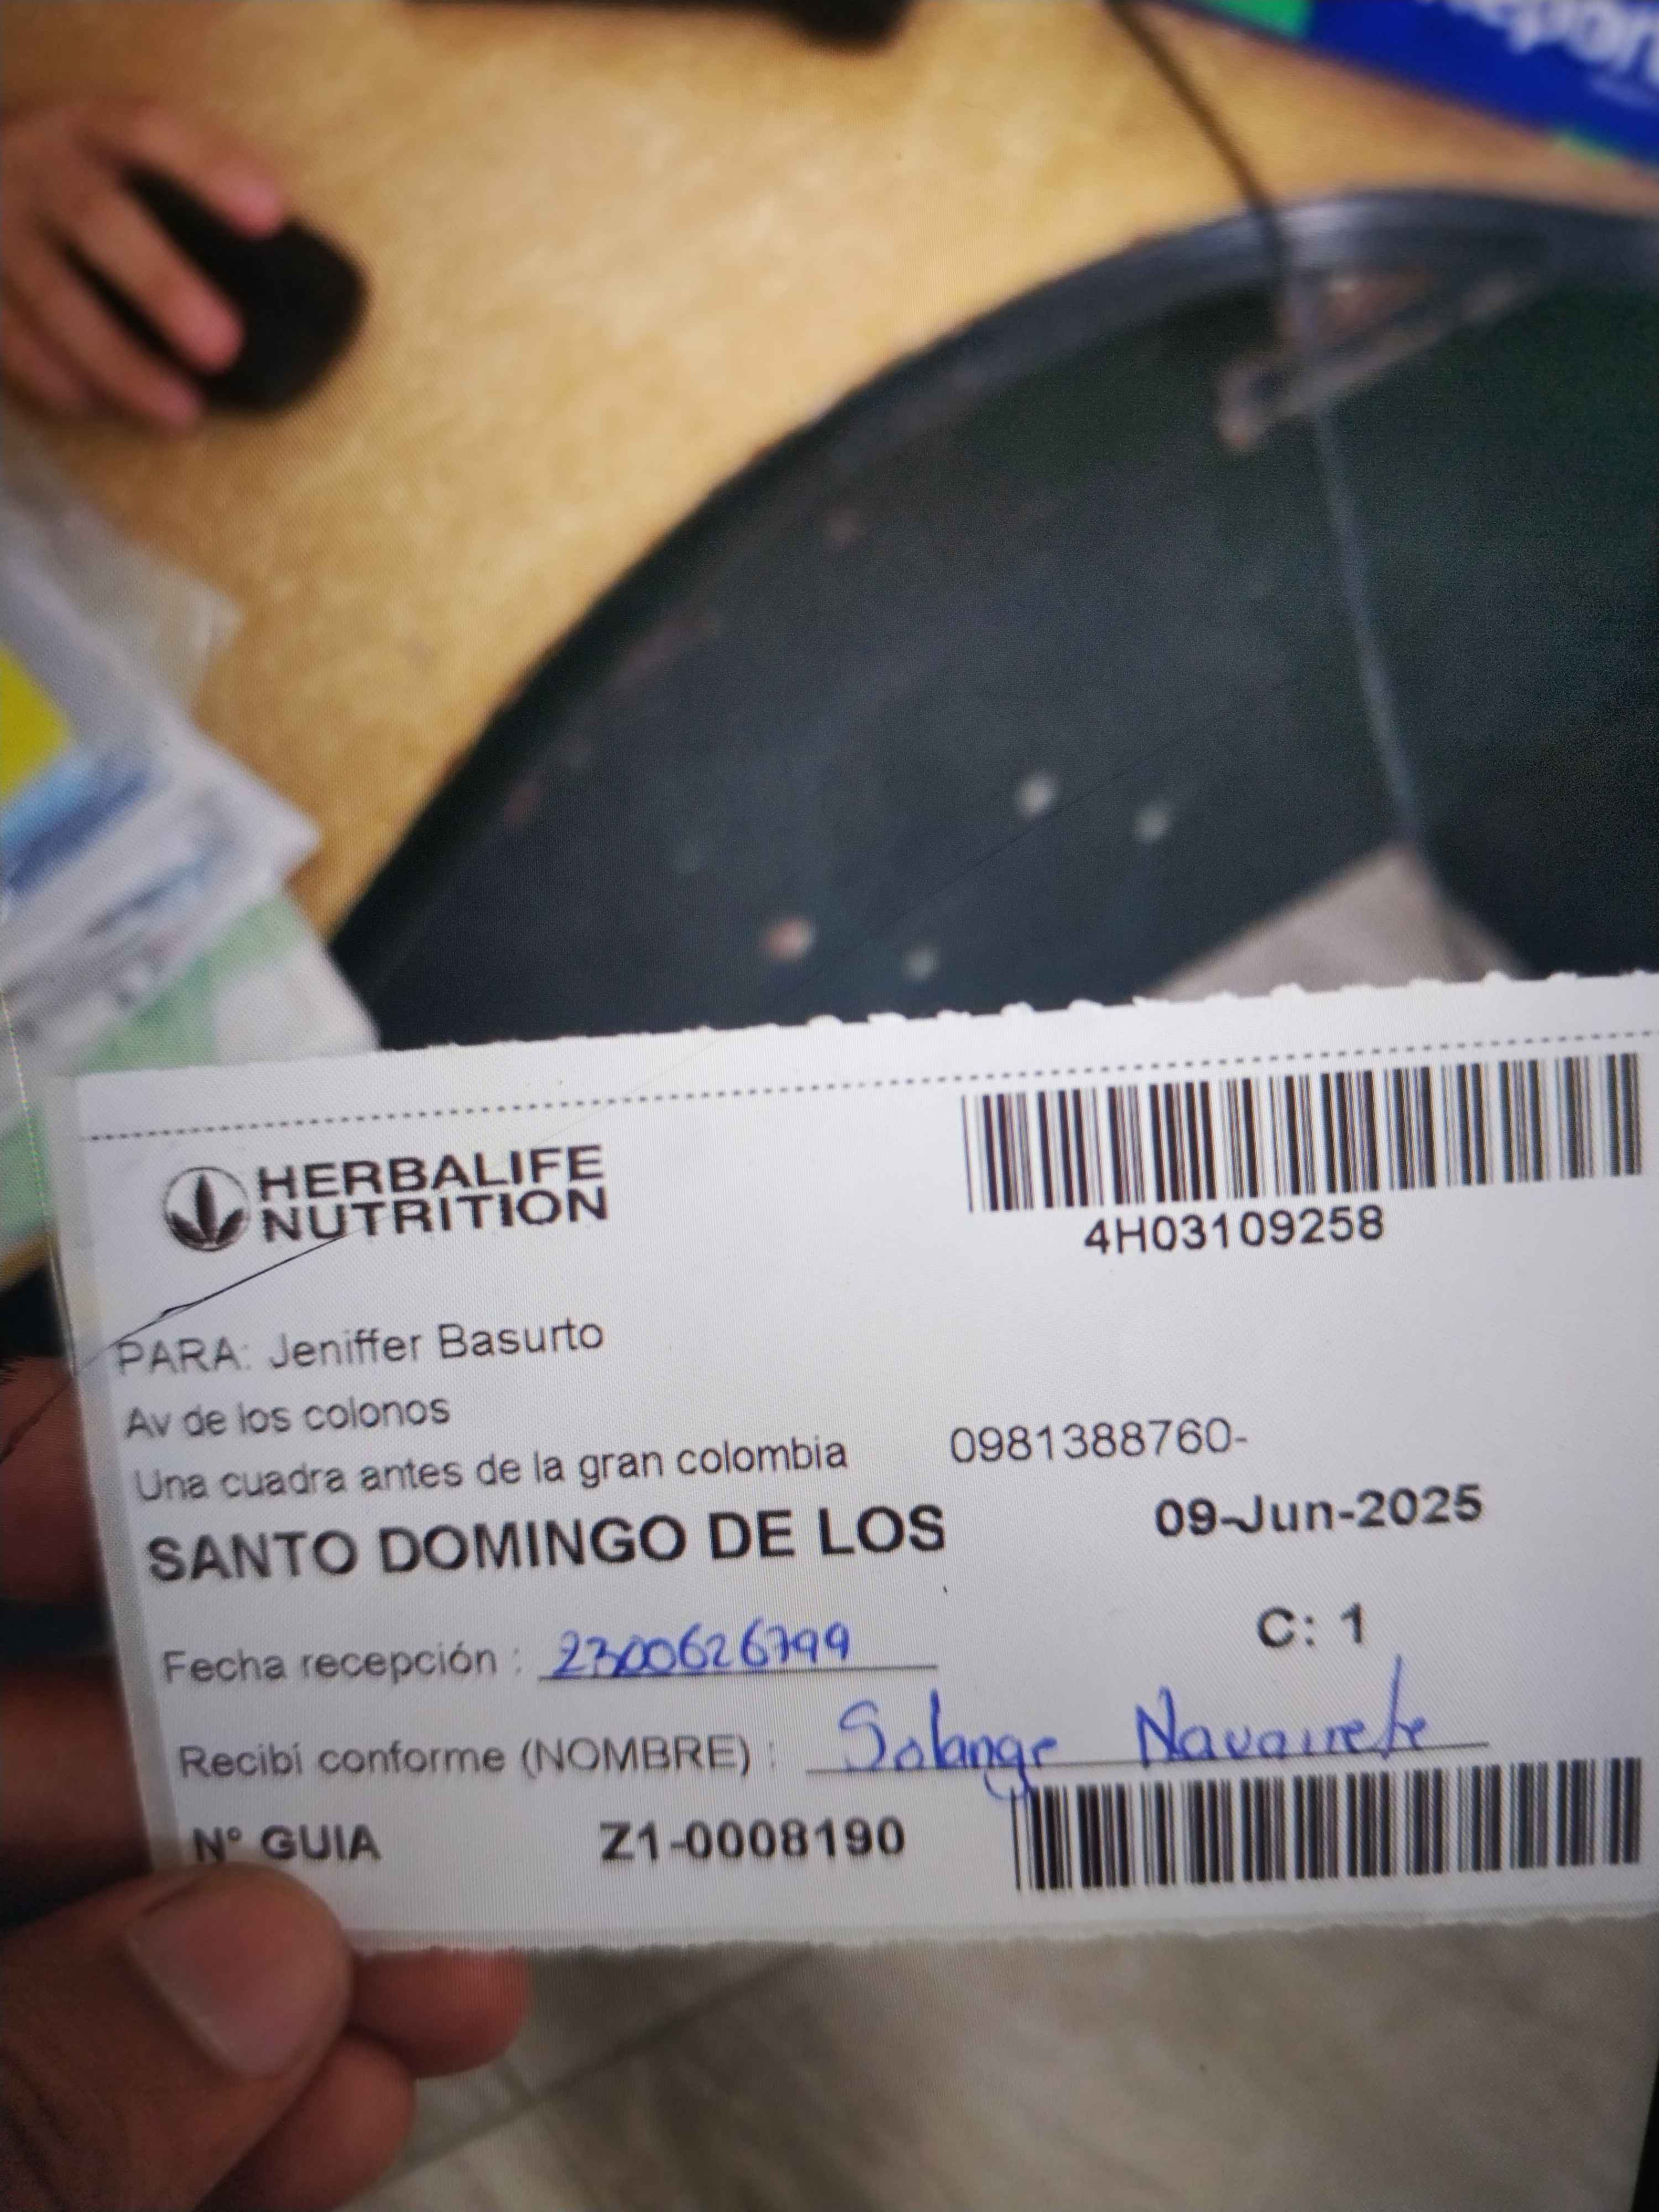 HERBALIFE
NUTRITION
4H03109258
PARA: Jeniffer Basurto
Av de los colonos
Una cuadra antes de la gran colombia 0981388760-
SANTO DOMINGO DE LOS 09-Jun-2025
C: 1
Fecha recepción : 2300626799
Recibí conforme (NOMBRE) : Solange Navarrete
N° GUIA Z1-0008190